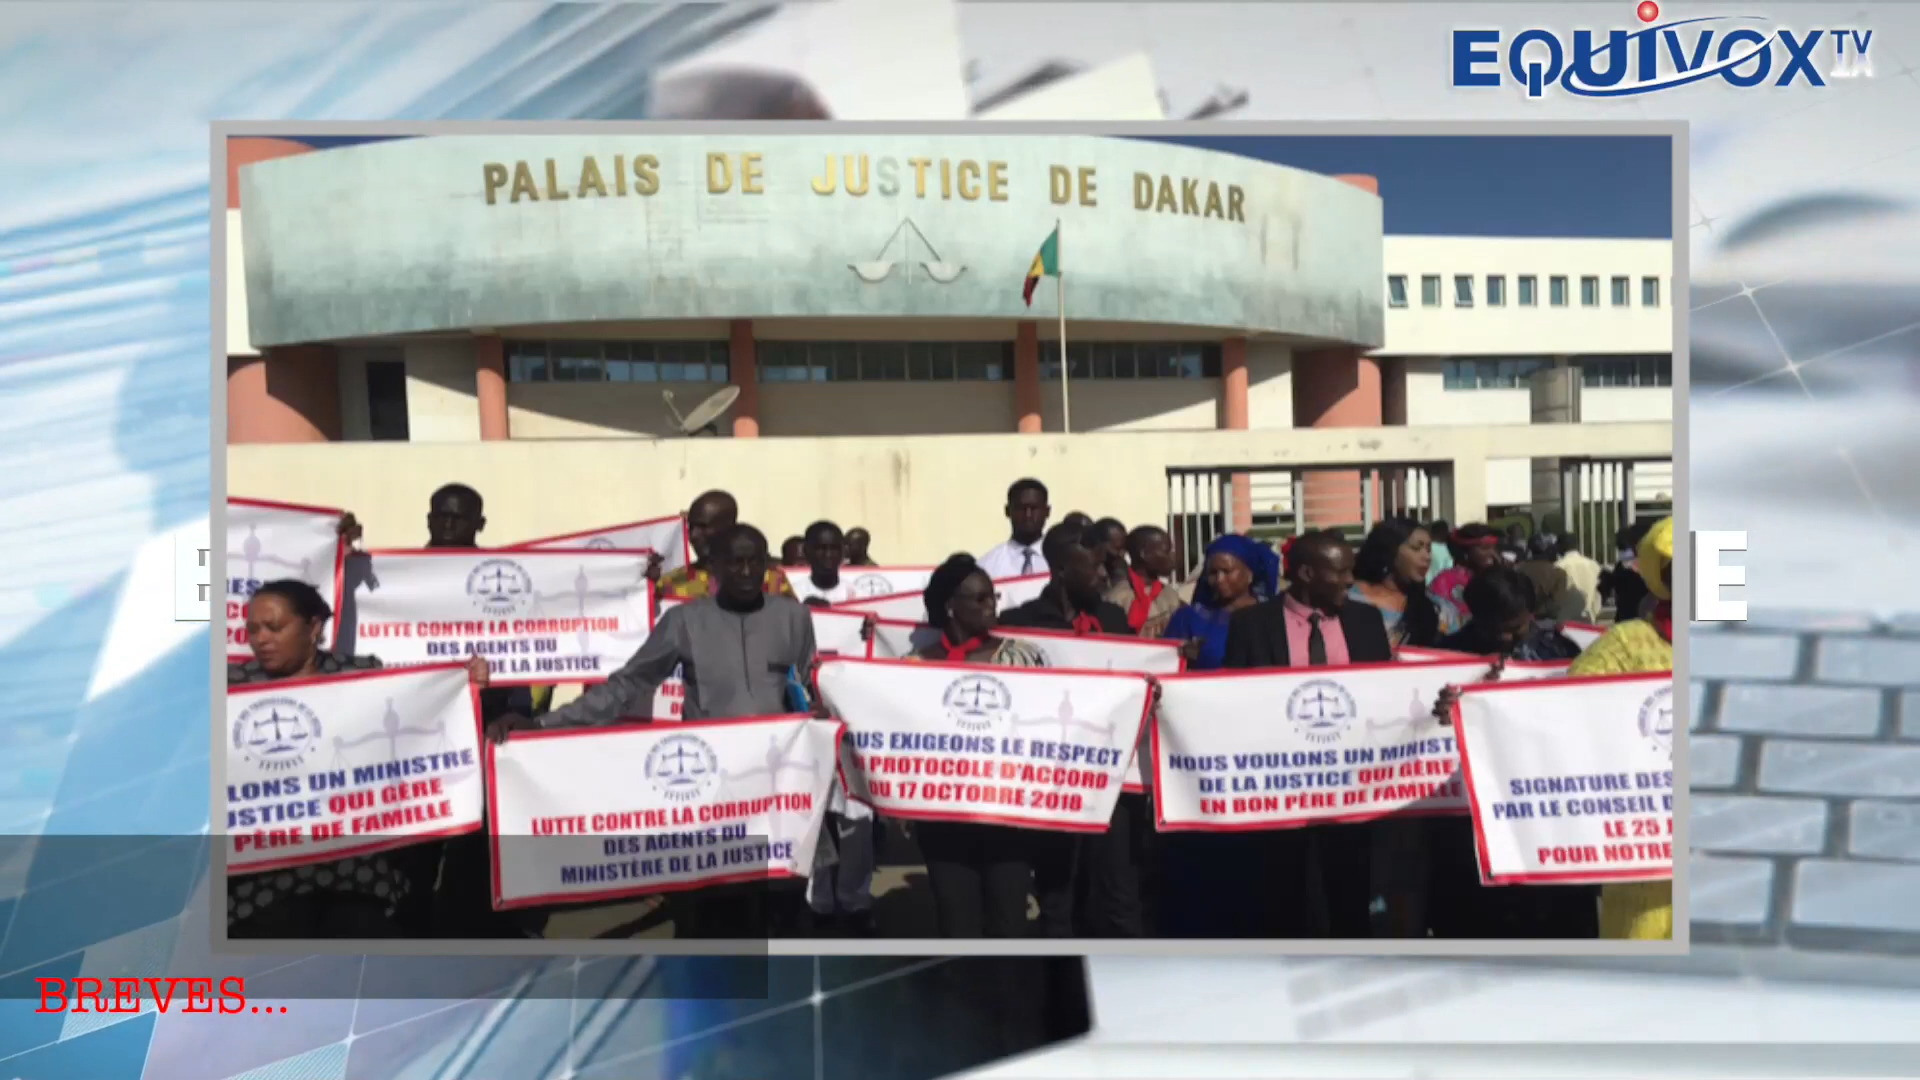 EQUIVOX TV
PALAIS DE JUSTICE DE DAKAR
LUTTE CONTRE LA CORRUPTION
DES AGENTS DU
DE LA JUSTICE
LONS UN MINISTRE
USTICE QUI GÈRE
PÈRE DE FAMILLE
LUTTE CONTRE LA CORRUPTION
DES AGENTS DU
MINISTÈRE DE LA JUSTICE
US EXIGEONS LE RESPECT
PROTOCOLE D'ACCORD
DU 17 OCTOBRE 2018
NOUS VOULONS UN MINIST
DE LA JUSTICE QUI GÈRE
EN BON PÈRE DE FAMILLE
SIGNATURE DES
PAR LE CONSEIL D
LE 25
POUR NOTRE
E
BREVES...